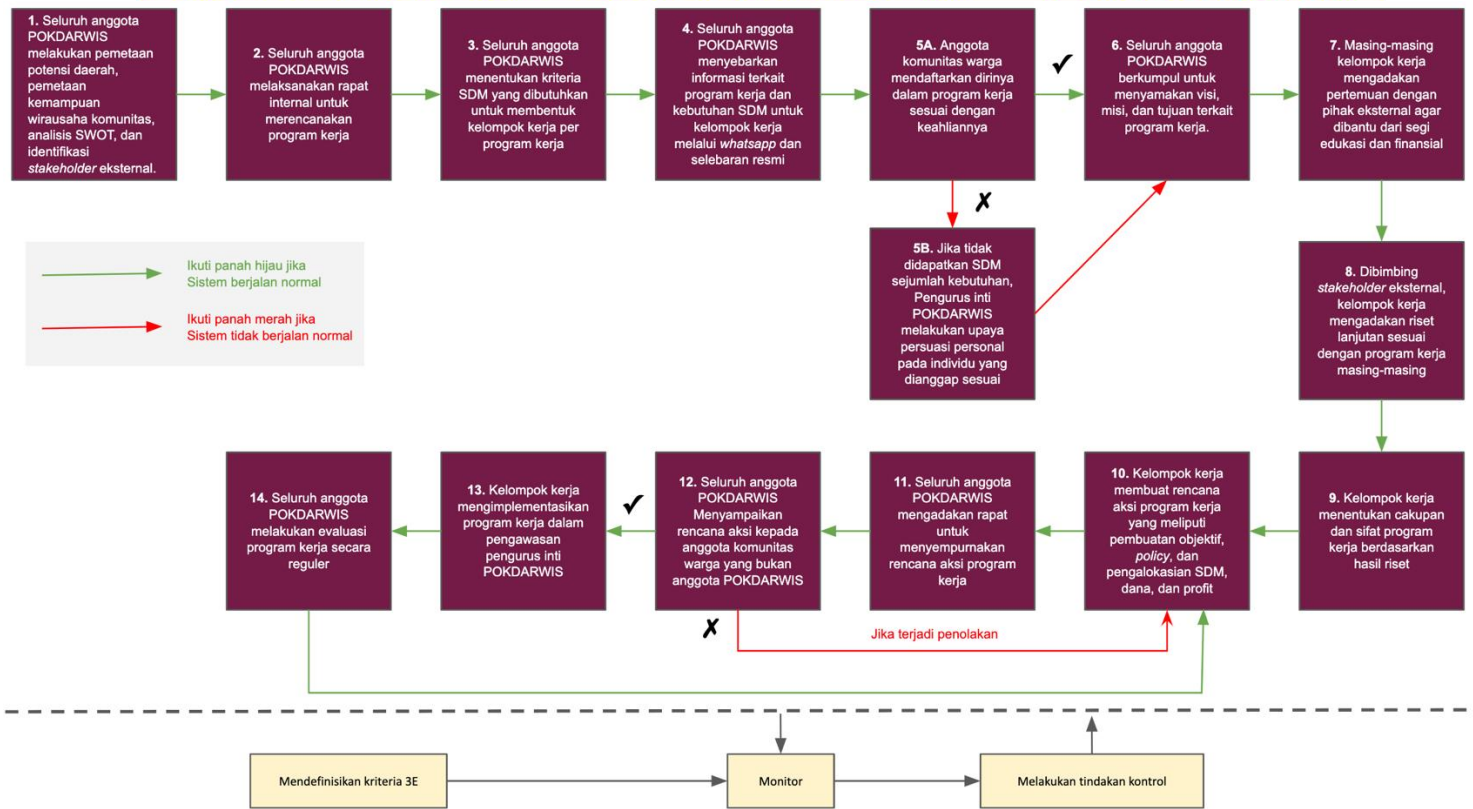 1. Seluruh anggota
POKDARWIS
melakukan pemetaan
potensi daerah,
pemetaan
kemampuan
wirausaha komunitas,
analisis SWOT, dan
identifikasi
stakeholder eksternal.
2. Seluruh anggota
POKDARWIS
melaksanakan rapat
internal untuk
merencanakan
program kerja
3. Seluruh anggota
POKDARWIS
menentukan kriteria
SDM yang dibutuhkan
untuk membentuk
kelompok kerja per
program kerja
4. Seluruh anggota
POKDARWIS
menyebarkan
informasi terkait
program kerja dan
kebutuhan SDM untuk
kelompok kerja
melalui whatsapp dan
selebaran resmi
5A. Anggota
komunitas warga
mendaftarkan dirinya
dalam program kerja
sesuai dengan
keahliannya
✓
6. Seluruh anggota
POKDARWIS
berkumpul untuk
menyamakan visi,
misi, dan tujuan terkait
program kerja.
7. Masing-masing
kelompok kerja
mengadakan
pertemuan dengan
pihak eksternal agar
dibantu dari segi
edukasi dan finansial
✗
5B. Jika tidak
didapatkan SDM
sejumlah kebutuhan,
Pengurus inti
POKDARWIS
melakukan upaya
persuasi personal
pada individu yang
dianggap sesuai
8. Dibimbing
stakeholder eksternal,
kelompok kerja
mengadakan riset
lanjutan sesuai
dengan program kerja
masing-masing
Ikuti panah hijau jika
Sistem berjalan normal
Ikuti panah merah jika
Sistem tidak berjalan normal
14. Seluruh anggota
POKDARWIS
melakukan evaluasi
program kerja secara
reguler
13. Kelompok kerja
mengimplementasikan
program kerja dalam
pengawasan
pengurus inti
POKDARWIS
✓
12. Seluruh anggota
POKDARWIS
Menyampaikan
rencana aksi kepada
anggota komunitas
warga yang bukan
anggota POKDARWIS
11. Seluruh anggota
POKDARWIS
mengadakan rapat
untuk
menyempurnakan
rencana aksi program
kerja
10. Kelompok kerja
membuat rencana
aksi program kerja
yang meliputi
pembuatan objektif,
policy, dan
pengalokasian SDM,
dana, dan profit
9. Kelompok kerja
menentukan cakupan
dan sifat program
kerja berdasarkan
hasil riset
✗
Jika terjadi penolakan
Mendefinisikan kriteria 3E
Monitor
Melakukan tindakan kontrol